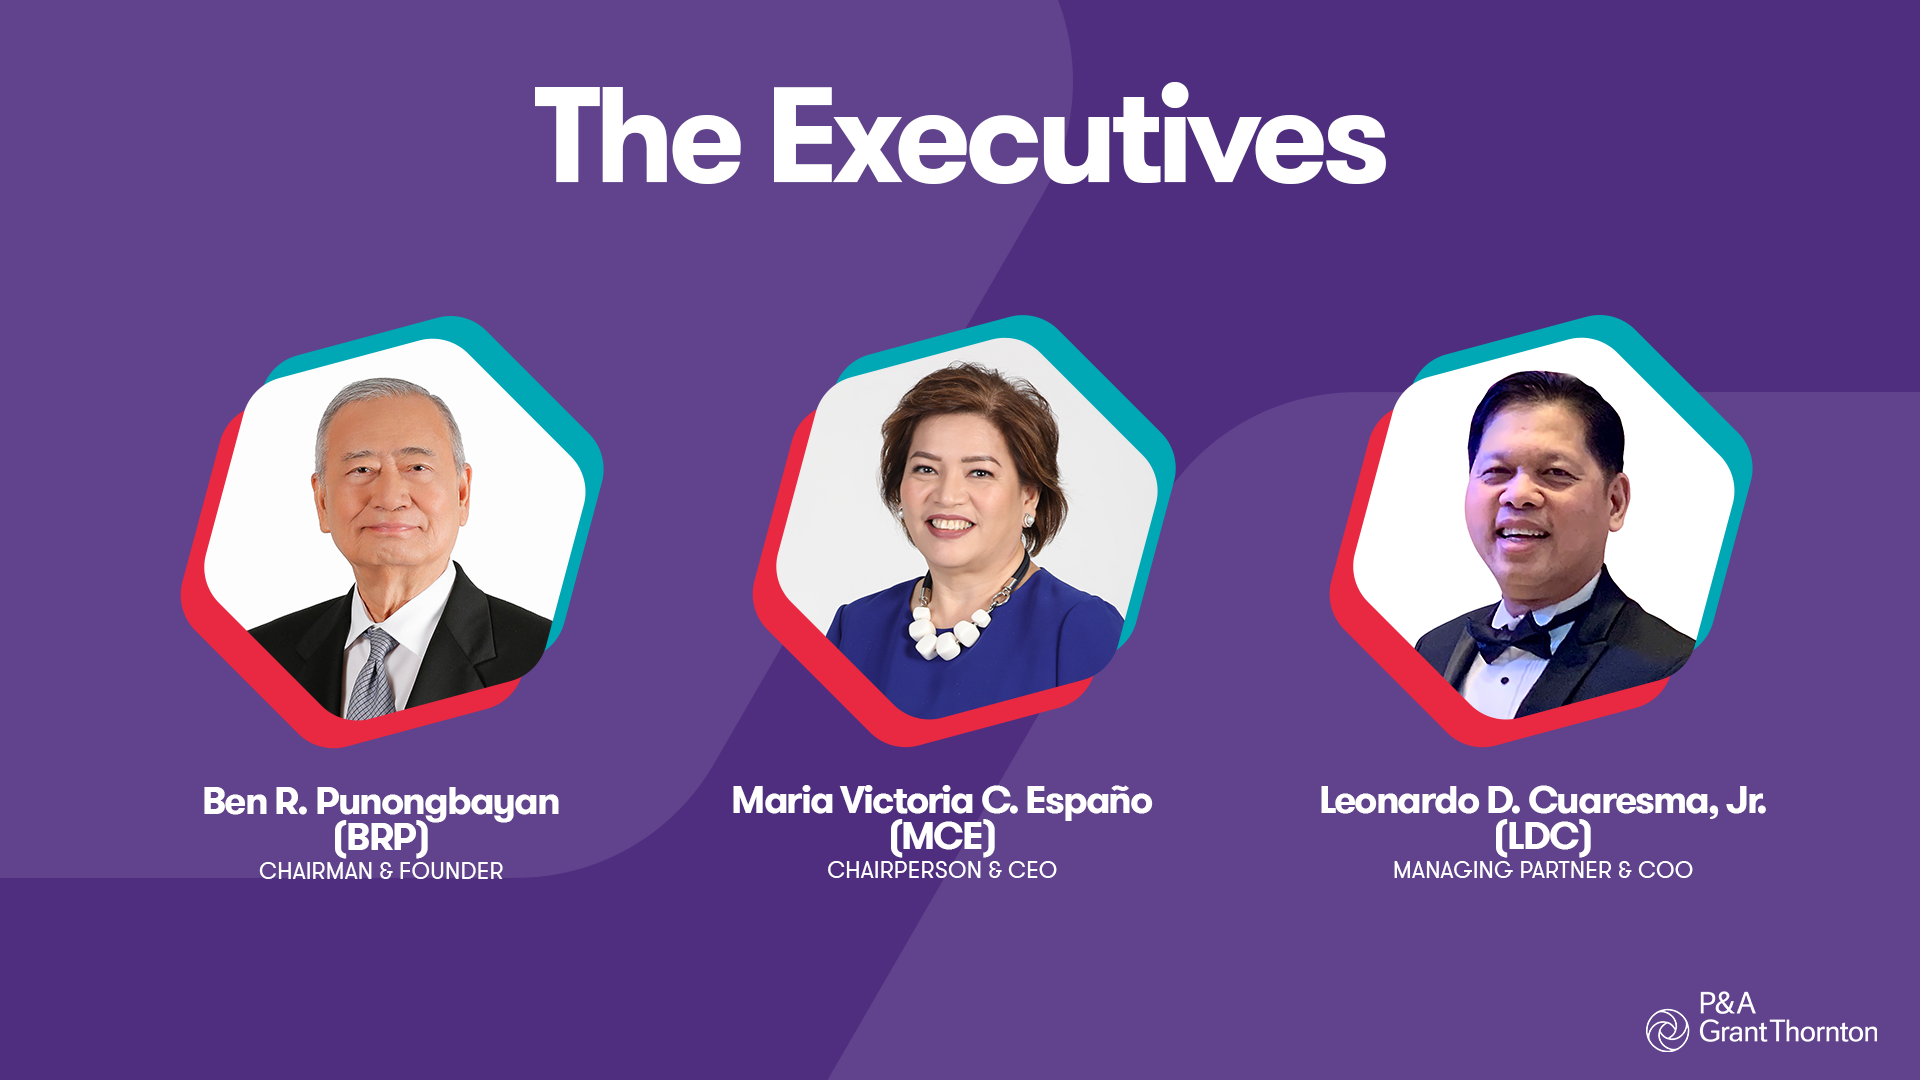 The Executives
Ben R. Punongbayan
(BRP)
CHAIRMAN & FOUNDER
Maria Victoria C. Españo
(MCE)
CHAIRPERSON & CEO
Leonardo D. Cuaresma, Jr.
(LDC)
MANAGING PARTNER & COO
P&A
Grant Thornton